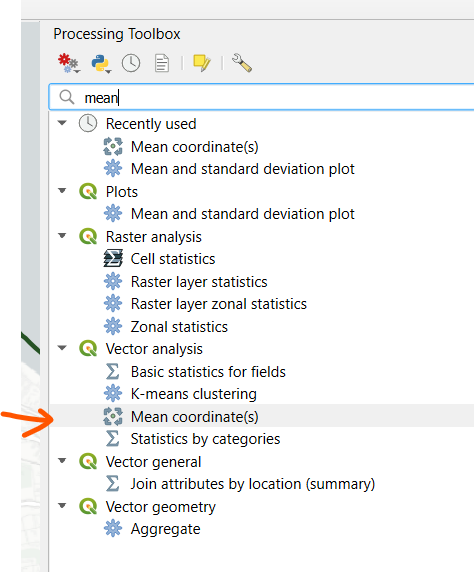 Processing Toolbox
mean
Recently used
Mean coordinate(s)
Mean and standard deviation plot
Plots
Mean and standard deviation plot
Raster analysis
Cell statistics
Raster layer statistics
Raster layer zonal statistics
Zonal statistics
Vector analysis
Basic statistics for fields
K-means clustering
Mean coordinate(s)
Statistics by categories
Vector general
Join attributes by location (summary)
Vector geometry
Aggregate